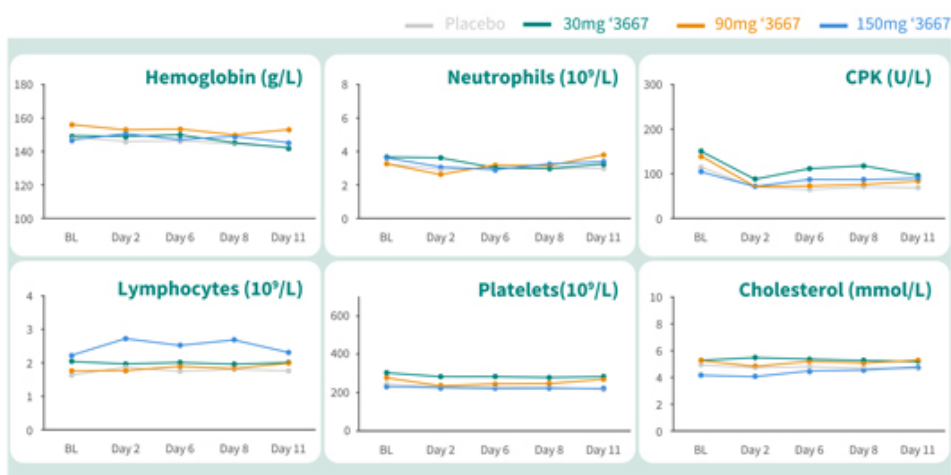 Placebo 30mg ‘3667 90mg ‘3667 150mg ‘3667
Hemoglobin (g/L)
180
160
140
120
100
BL Day 2 Day 6 Day 8 Day 11
Neutrophils (10⁹/L)
8
6
4
2
0
BL Day 2 Day 6 Day 8 Day 11
CPK (U/L)
300
200
100
0
BL Day 2 Day 6 Day 8 Day 11
Lymphocytes (10⁹/L)
4
3
2
1
0
BL Day 2 Day 6 Day 8 Day 11
Platelets(10⁹/L)
600
400
200
0
BL Day 2 Day 6 Day 8 Day 11
Cholesterol (mmol/L)
10
8
6
4
2
0
BL Day 2 Day 6 Day 8 Day 11